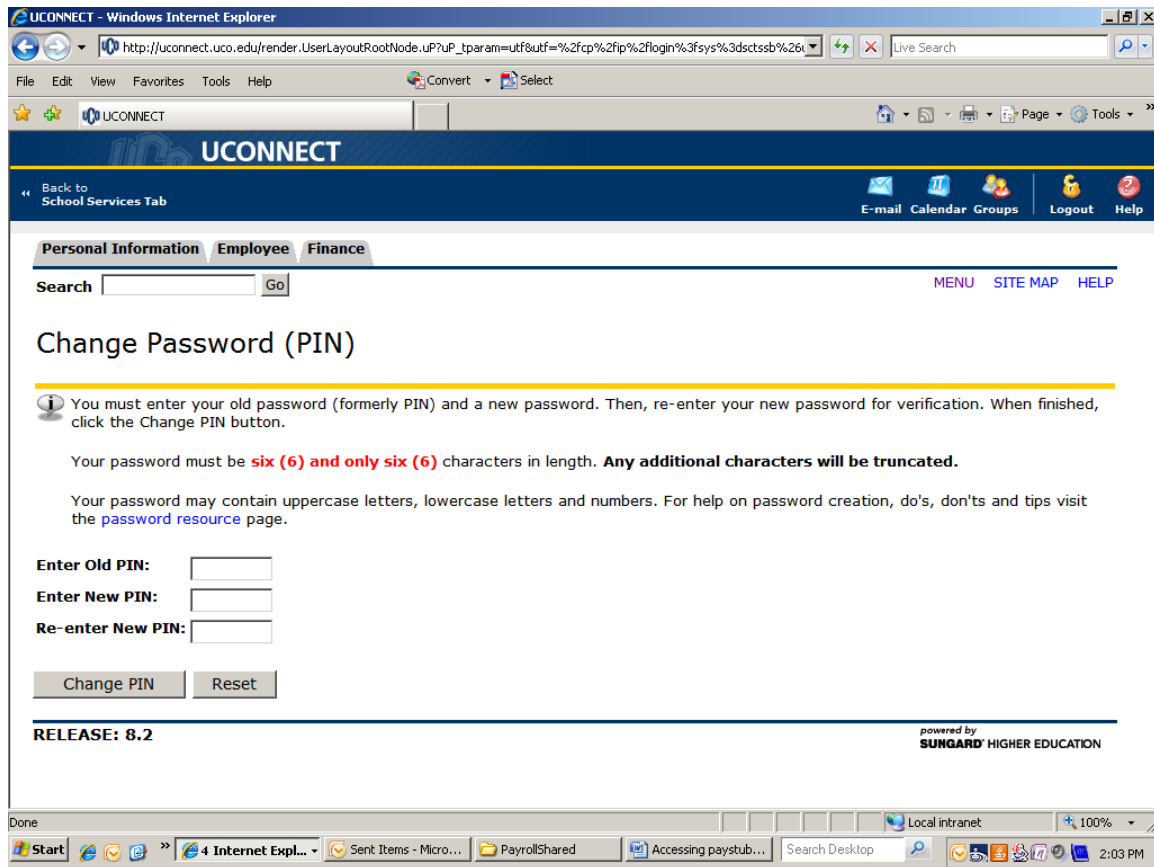 UCONNECT - Windows Internet Explorer
http://uconnect.uco.edu/render.UserLayoutRootNode.uP?uP_tparam=utf&utf=%2fcp%2fip%2flogin%3fsys%3dsctssb%26 Live Search
File Edit View Favorites Tools Help Convert Select
UCONNECT Page Tools
UCONNECT
Back to
School Services Tab
E-mail Calendar Groups Logout Help
Personal Information Employee Finance
Search Go MENU SITE MAP HELP
Change Password (PIN)
You must enter your old password (formerly PIN) and a new password. Then, re-enter your new password for verification. When finished,
click the Change PIN button.
Your password must be six (6) and only six (6) characters in length. Any additional characters will be truncated.
Your password may contain uppercase letters, lowercase letters and numbers. For help on password creation, do's, don'ts and tips visit
the password resource page.
Enter Old PIN:
Enter New PIN:
Re-enter New PIN:
Change PIN Reset
RELEASE: 8.2
powered by
SUNGARD' HIGHER EDUCATION
Done Local intranet 100%
Start 4 Internet Expl... Sent Items - Micro... PayrollShared Accessing paystub... Search Desktop 2:03 PM